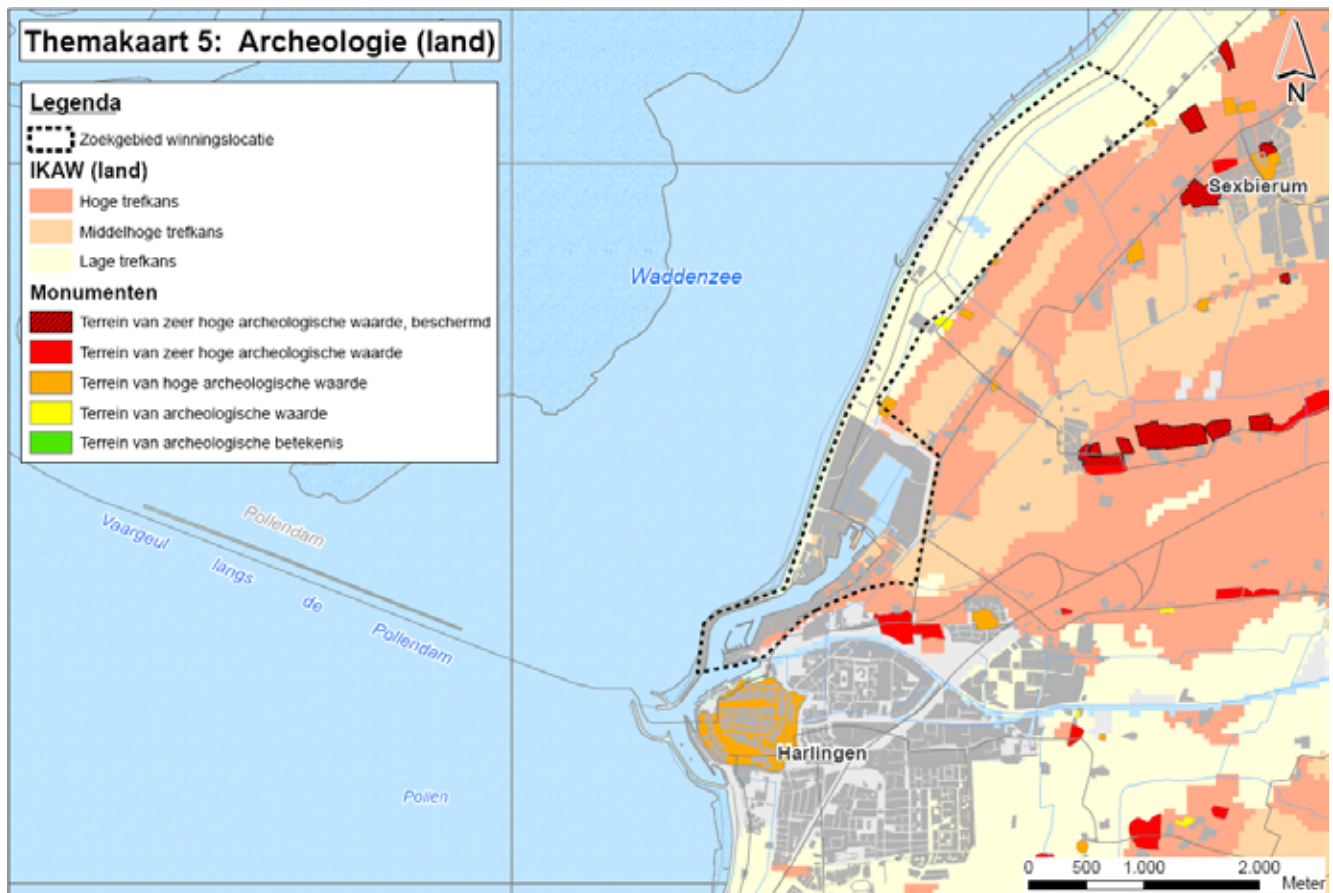 Themakaart 5: Archeologie (land)
Legenda
Zoekgebied winningslocatie
IKAW (land)
Hoge trefkans
Middelhoge trefkans
Lage trefkans
Monumenten
Terrein van zeer hoge archeologische waarde, beschermd
Terrein van zeer hoge archeologische waarde
Terrein van hoge archeologische waarde
Terrein van archeologische waarde
Terrein van archeologische betekenis
N
Sexbierum
Waddenzee
Pollendam
Vaargeul langs de Pollendam
Harlingen
Pollen
0 500 1.000 2.000
Meter